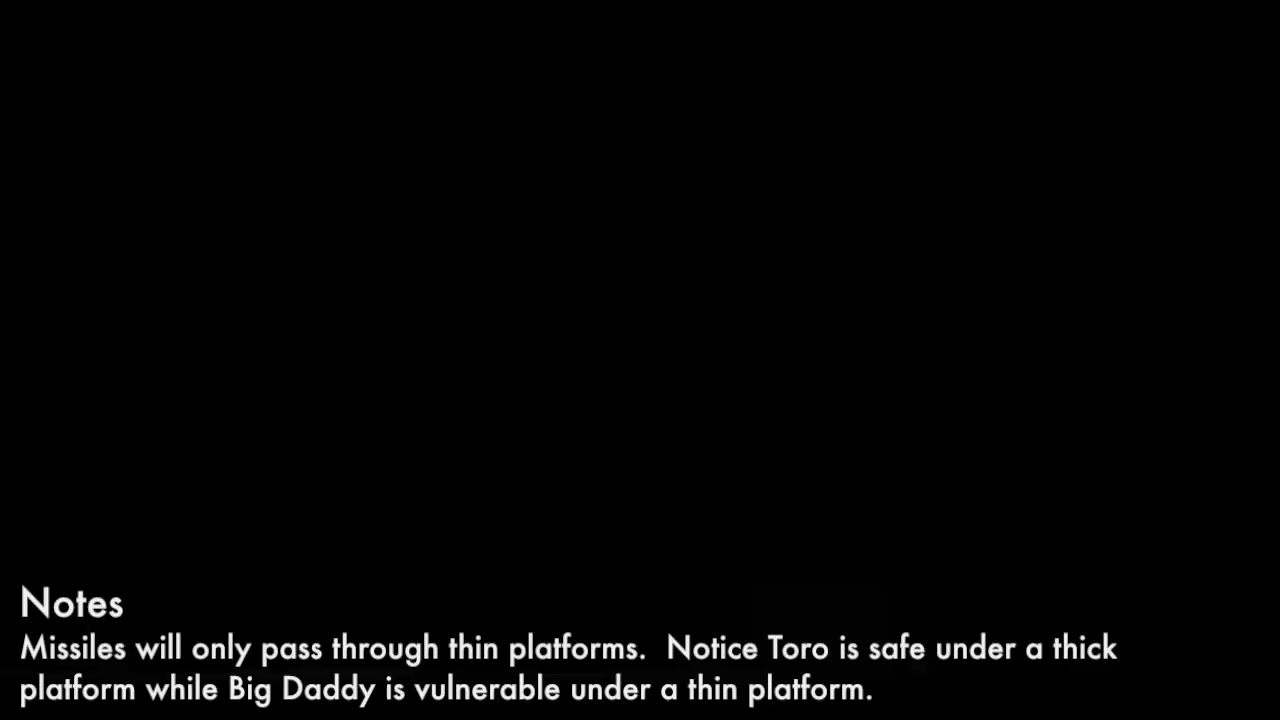 Notes
Missiles will only pass through thin platforms.  Notice Toro is safe under a thick
platform while Big Daddy is vulnerable under a thin platform.